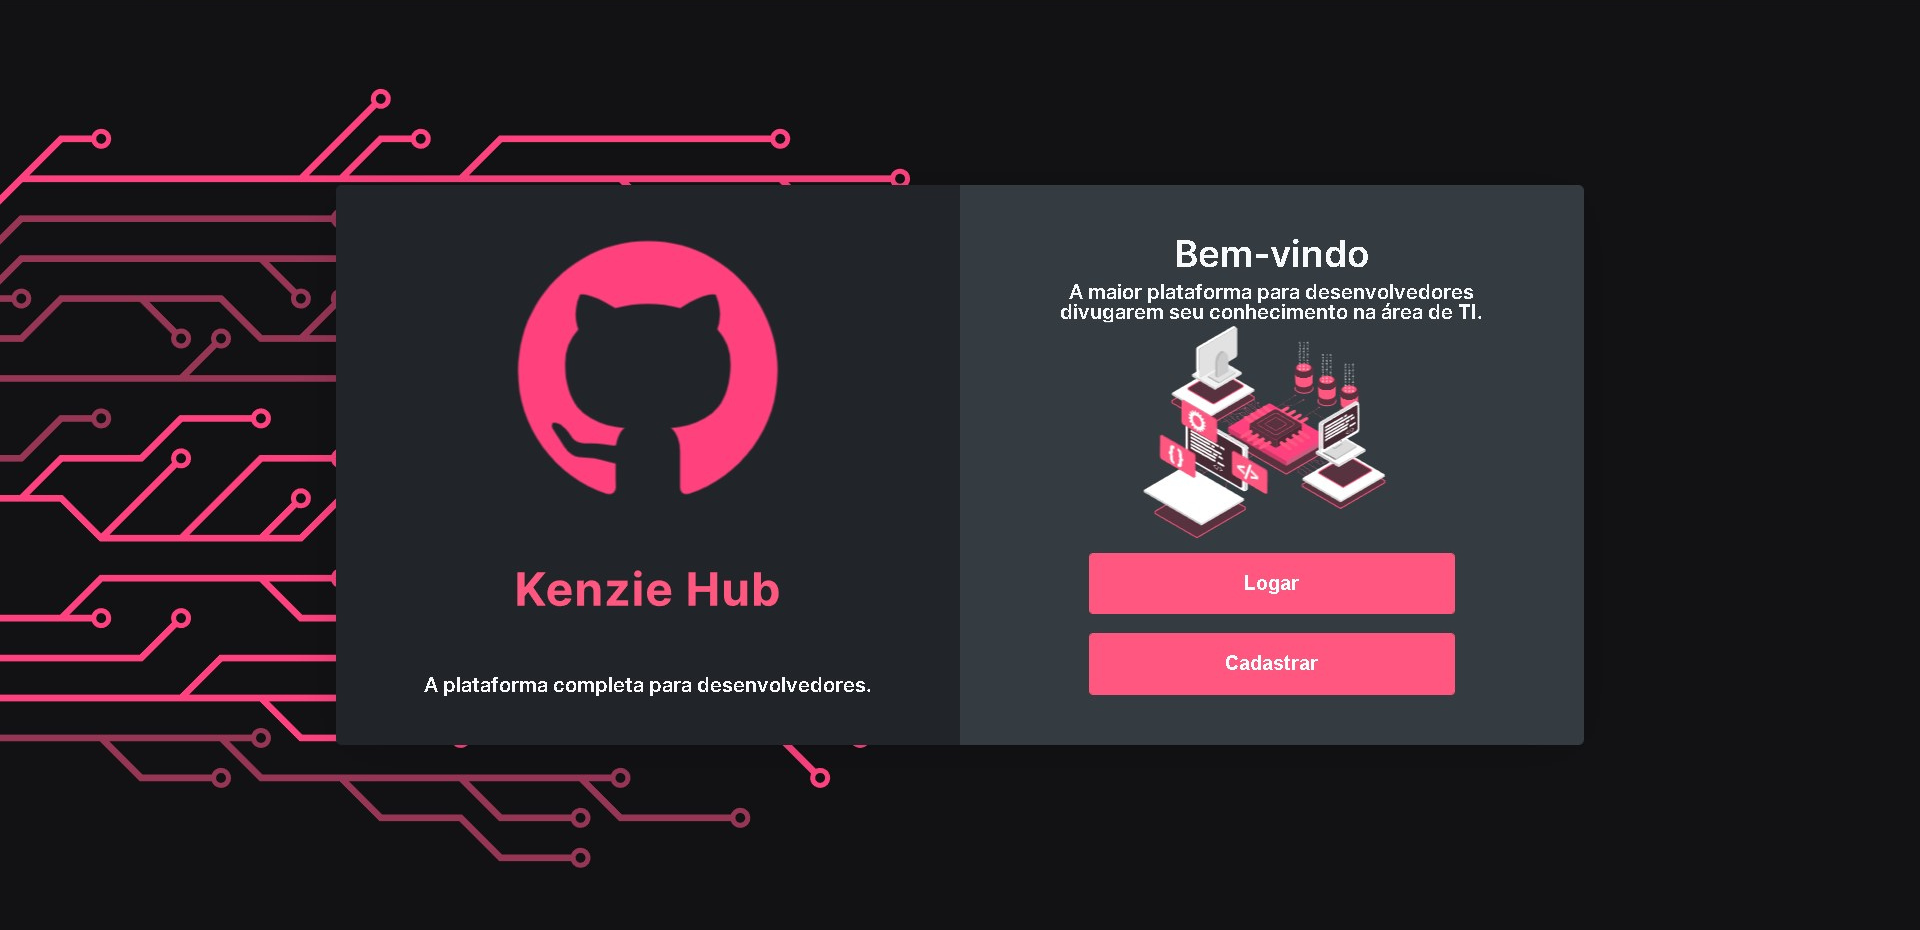 Kenzie Hub
A plataforma completa para desenvolvedores.
Bem-vindo
A maior plataforma para desenvolvedores
divugarem seu conhecimento na área de TI.
{}
</>
Logar
Cadastrar